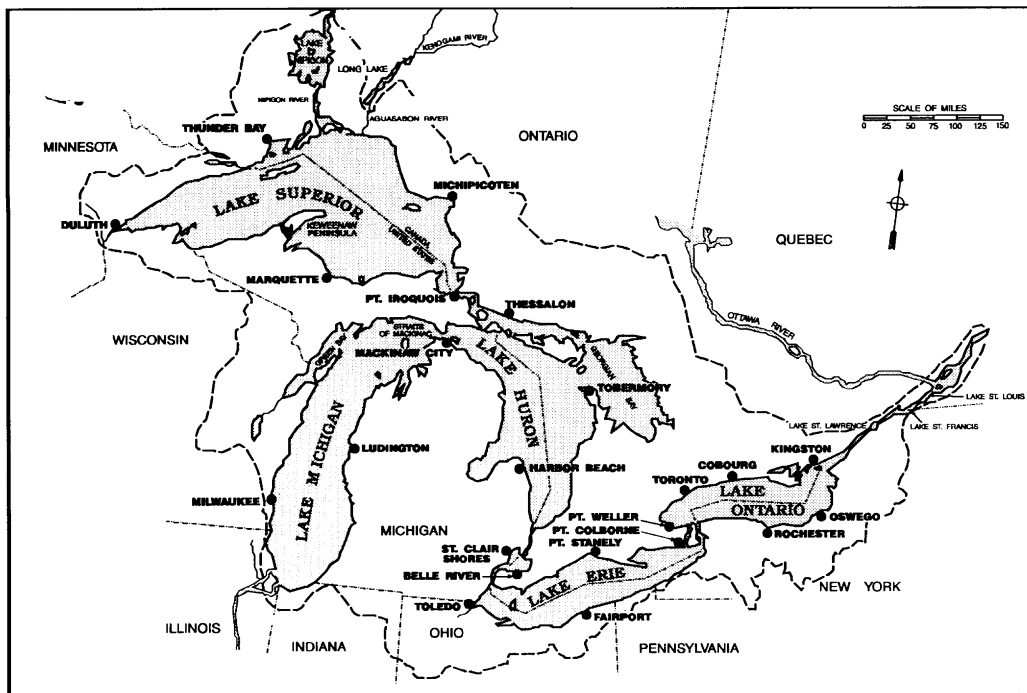 LAKE
NIPIGON
KENOGAMI RIVER
LONG LAKE
NIPIGON RIVER
AGUASABON RIVER
SCALE OF MILES
0 25 50 75 100 125 150
THUNDER BAY
MINNESOTA
ONTARIO
MICHIPICOTEN
LAKE SUPERIOR
DULUTH
KEWEENAW
PENINSULA
CANADA
UNITED STATES
QUEBEC
MARQUETTE
PT. IROQUOIS
THESSALON
OTTAWA RIVER
WISCONSIN
STRAITS
OF MACKINAC
GREEN BAY
MACKINAW CITY
LAKE HURON
GEORGIAN BAY
TOBERMORY
LAKE ST. LOUIS
LAKE ST. FRANCIS
LAKE ST. LAWRENCE
LAKE MICHIGAN
LUDINGTON
KINGSTON
COBOURG
HARBOR BEACH
TORONTO
LAKE
ONTARIO
MILWAUKEE
OSWEGO
PT. WELLER
ROCHESTER
MICHIGAN
PT. COLBORNE
PT. STANELY
ST. CLAIR
SHORES
BELLE RIVER
LAKE ERIE
NEW YORK
TOLEDO
FAIRPORT
ILLINOIS
INDIANA
OHIO
PENNSYLVANIA